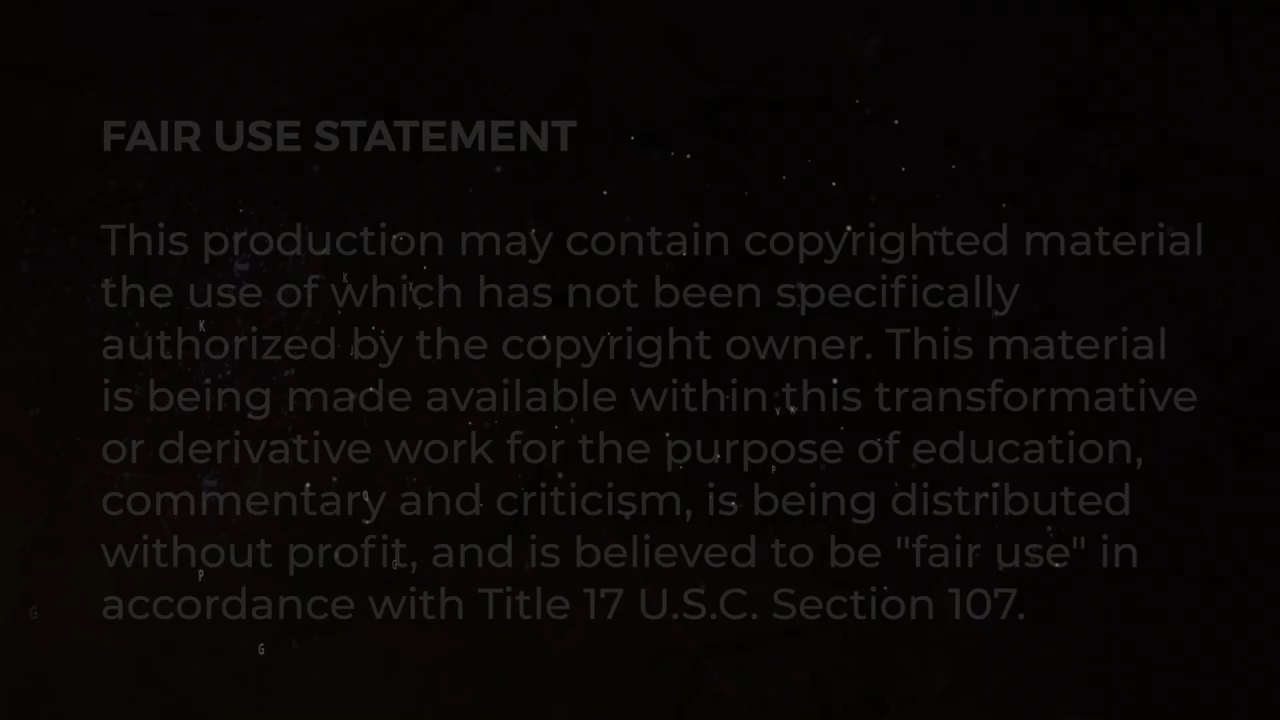 FAIR USE STATEMENT
This production may contain copyrighted material
the use of which has not been specifically
authorized by the copyright owner. This material
is being made available within this transformative
or derivative work for the purpose of education,
commentary and criticism, is being distributed
without profit, and is believed to be "fair use" in
accordance with Title 17 U.S.C. Section 107.